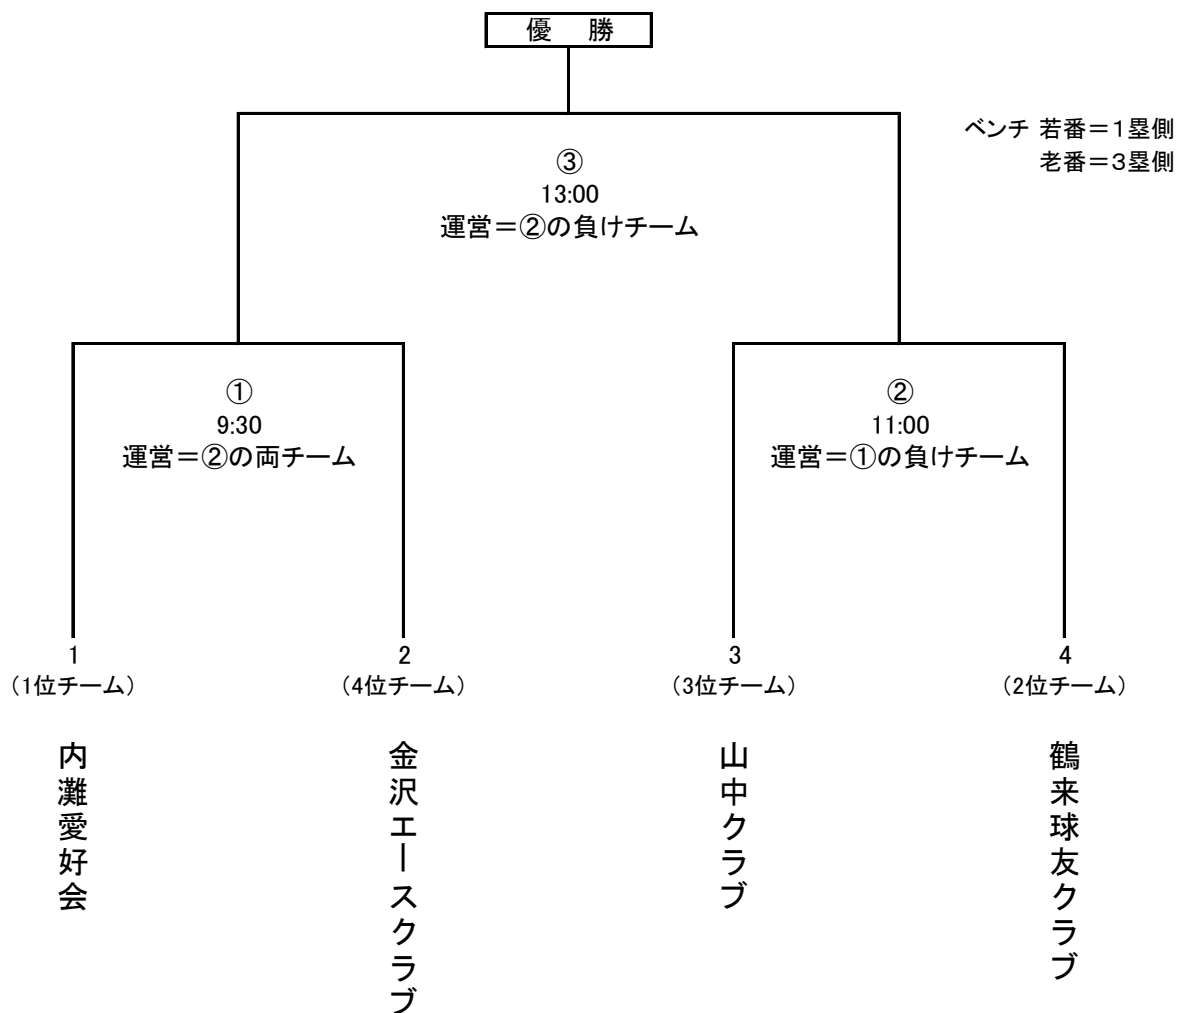 優　勝
ベンチ 若番＝１塁側
老番＝３塁側
③
13:00
運営＝②の負けチーム
①
9:30
運営＝②の両チーム
②
11:00
運営＝①の負けチーム
1
（1位チーム）
2
（4位チーム）
3
（3位チーム）
4
（2位チーム）
内灘愛好会
金沢エースクラブ
山中クラブ
鶴来球友クラブ